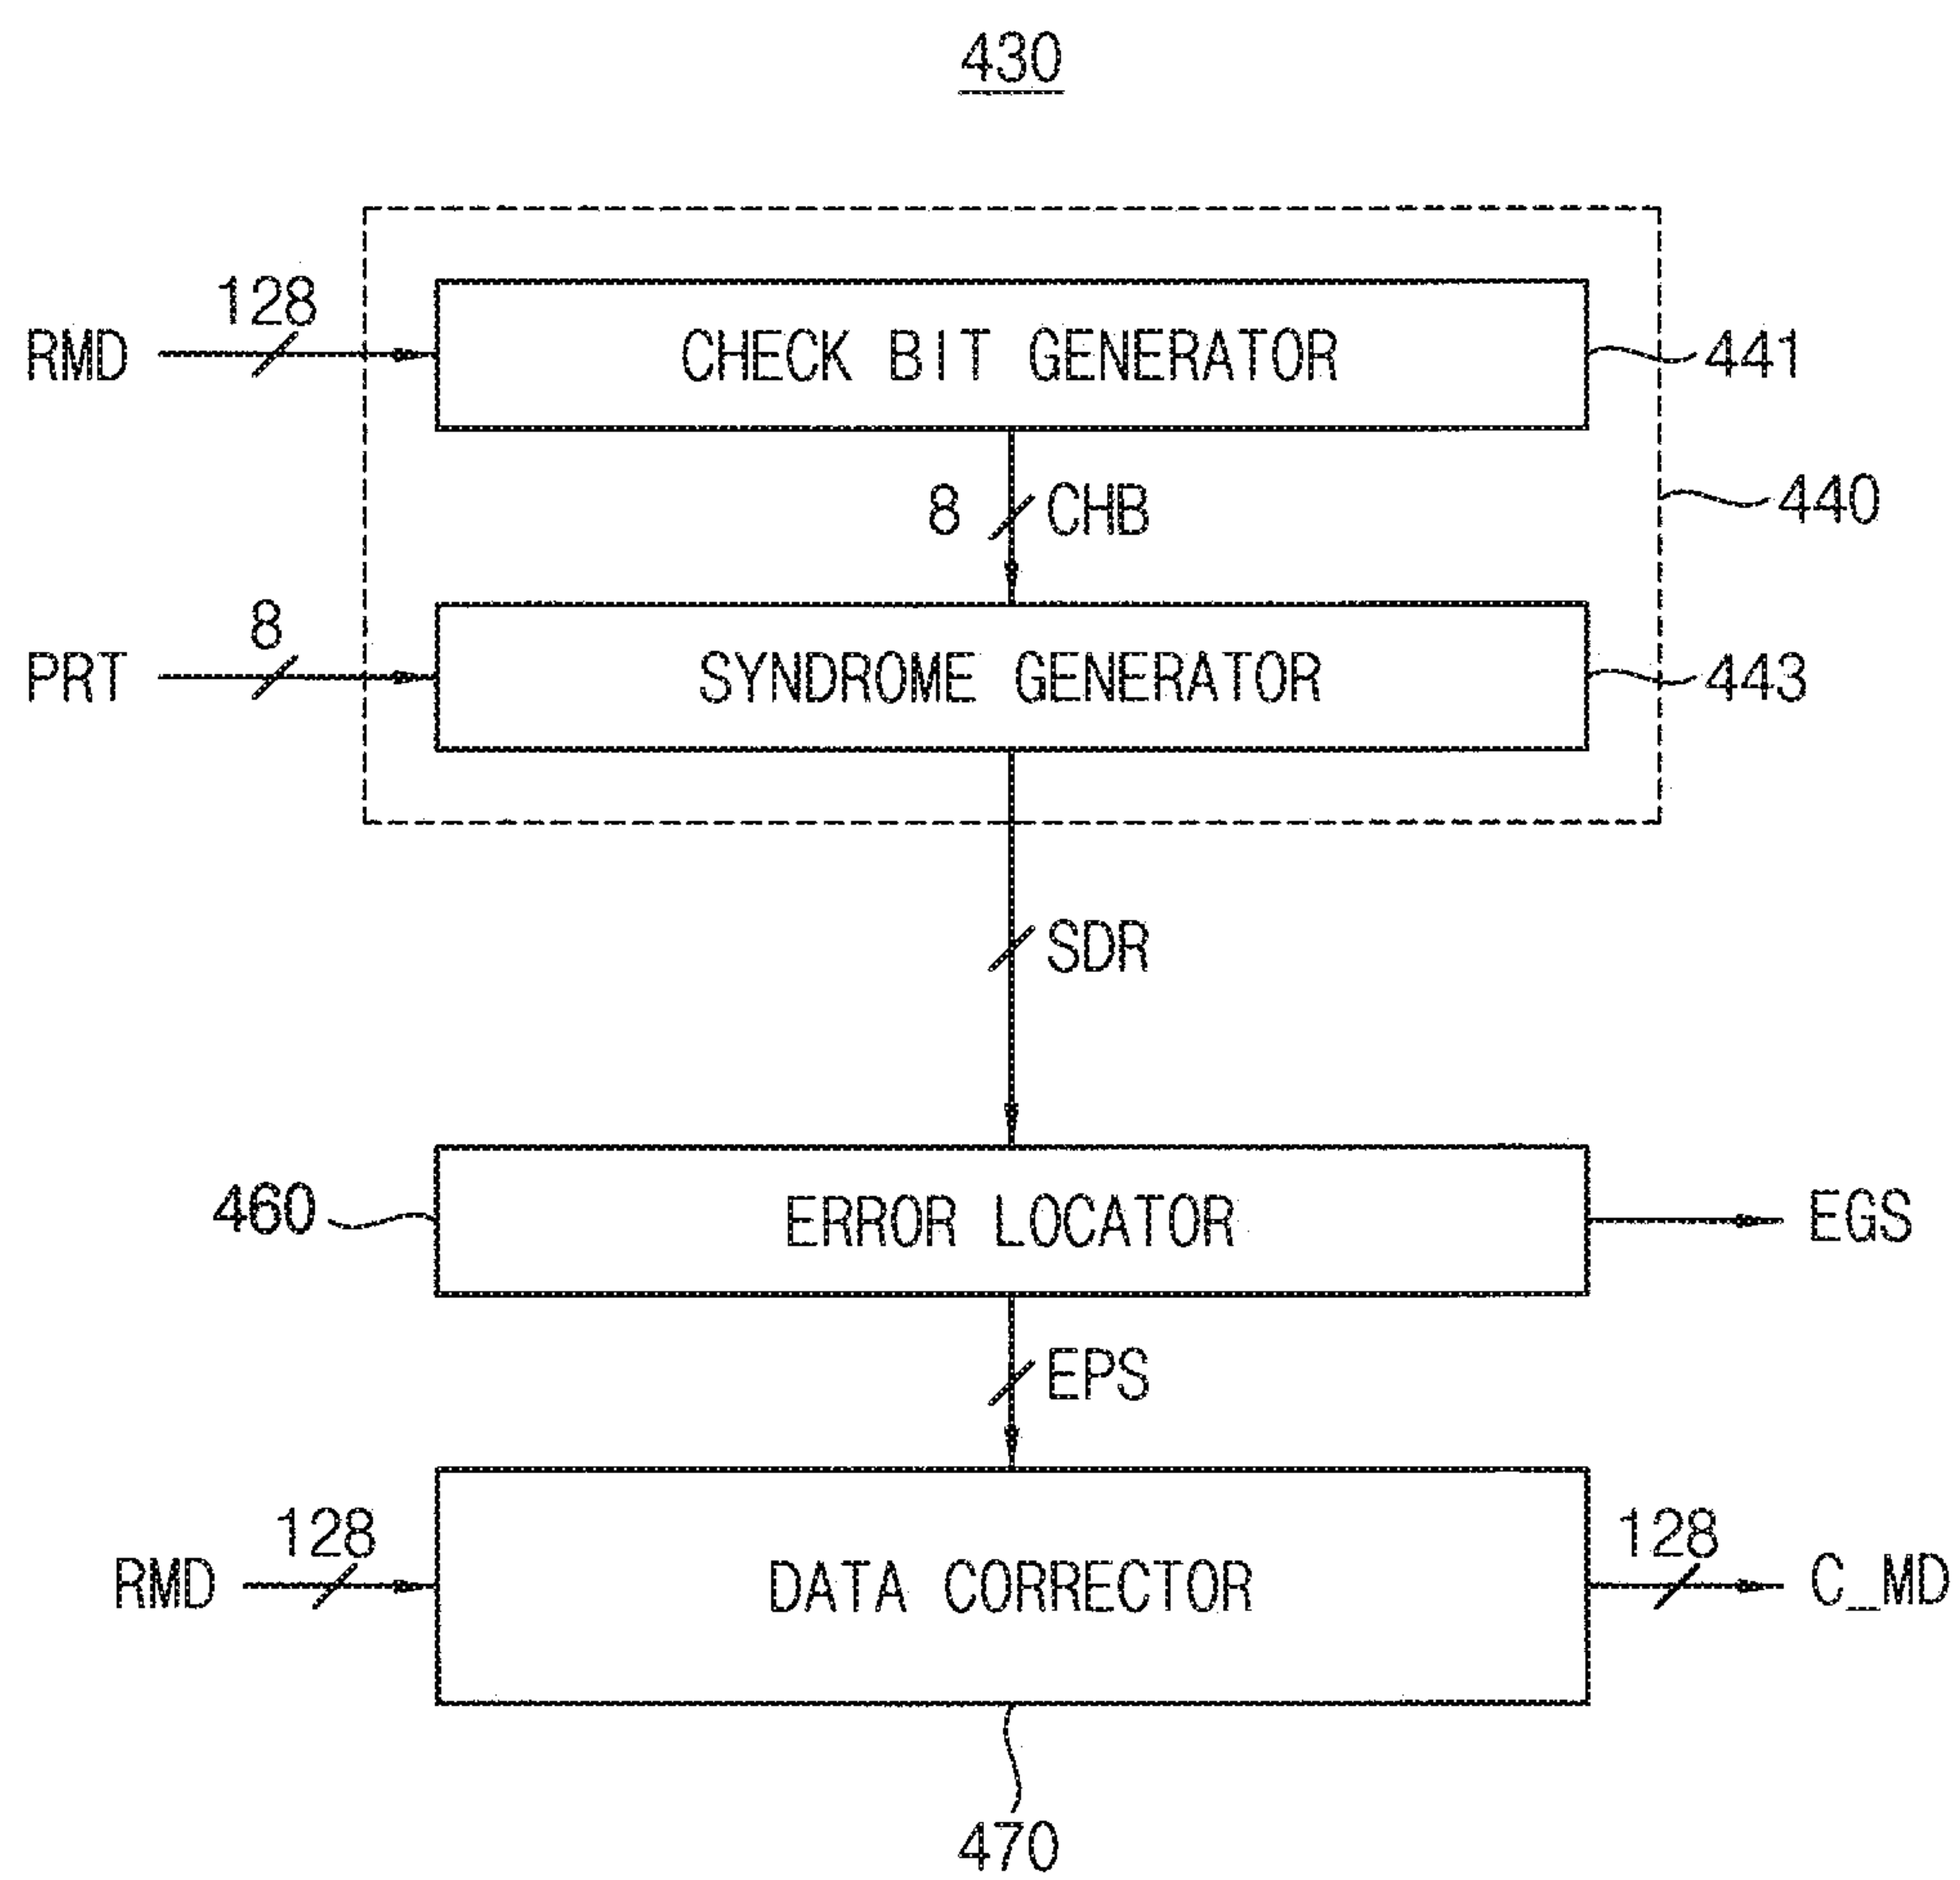 430
128
RMD
CHECK BIT GENERATOR
441
8
CHB
440
8
PRT
SYNDROME GENERATOR
443
SDR
460
ERROR LOCATOR
EGS
EPS
128
RMD
DATA CORRECTOR
128
C_MD
470